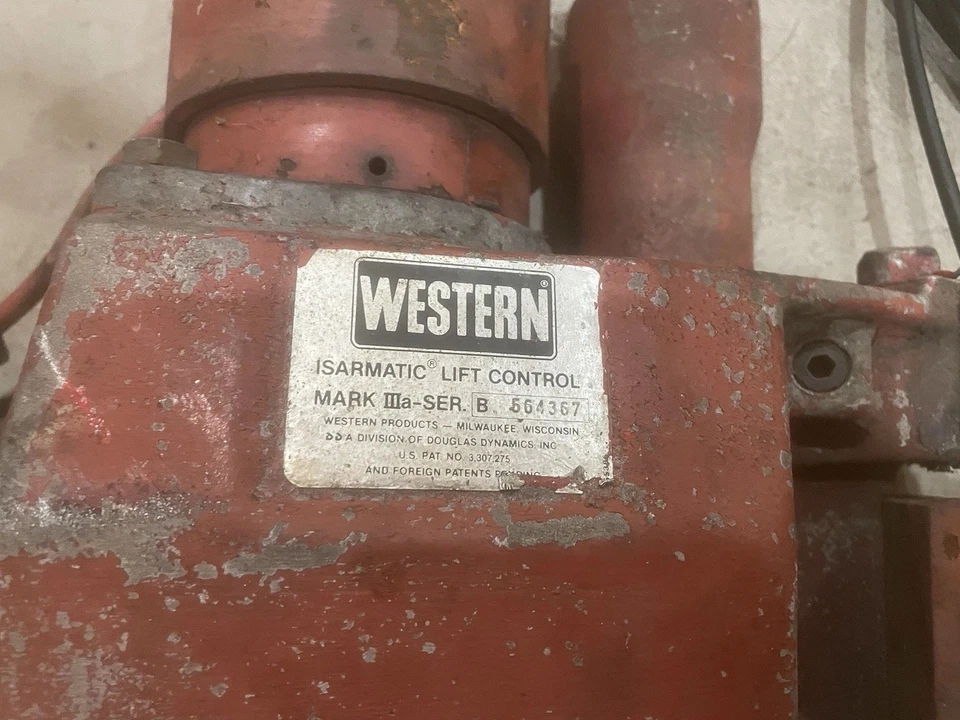 WESTERN®
ISARMATIC® LIFT CONTROL
MARK IIIa-SER. B 564367
WESTERN PRODUCTS — MILWAUKEE, WISCONSIN
A DIVISION OF DOUGLAS DYNAMICS, INC
U.S. PAT NO. 3,307,275
AND FOREIGN PATENTS